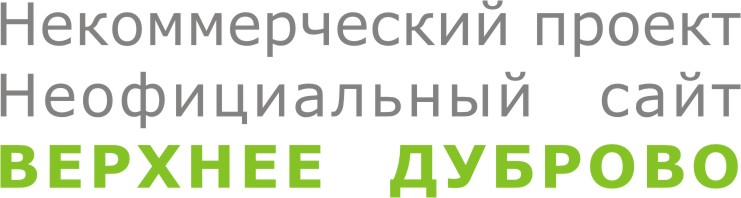 Некоммерческий проект
Неофициальный сайт
ВЕРХНЕЕ ДУБРОВО